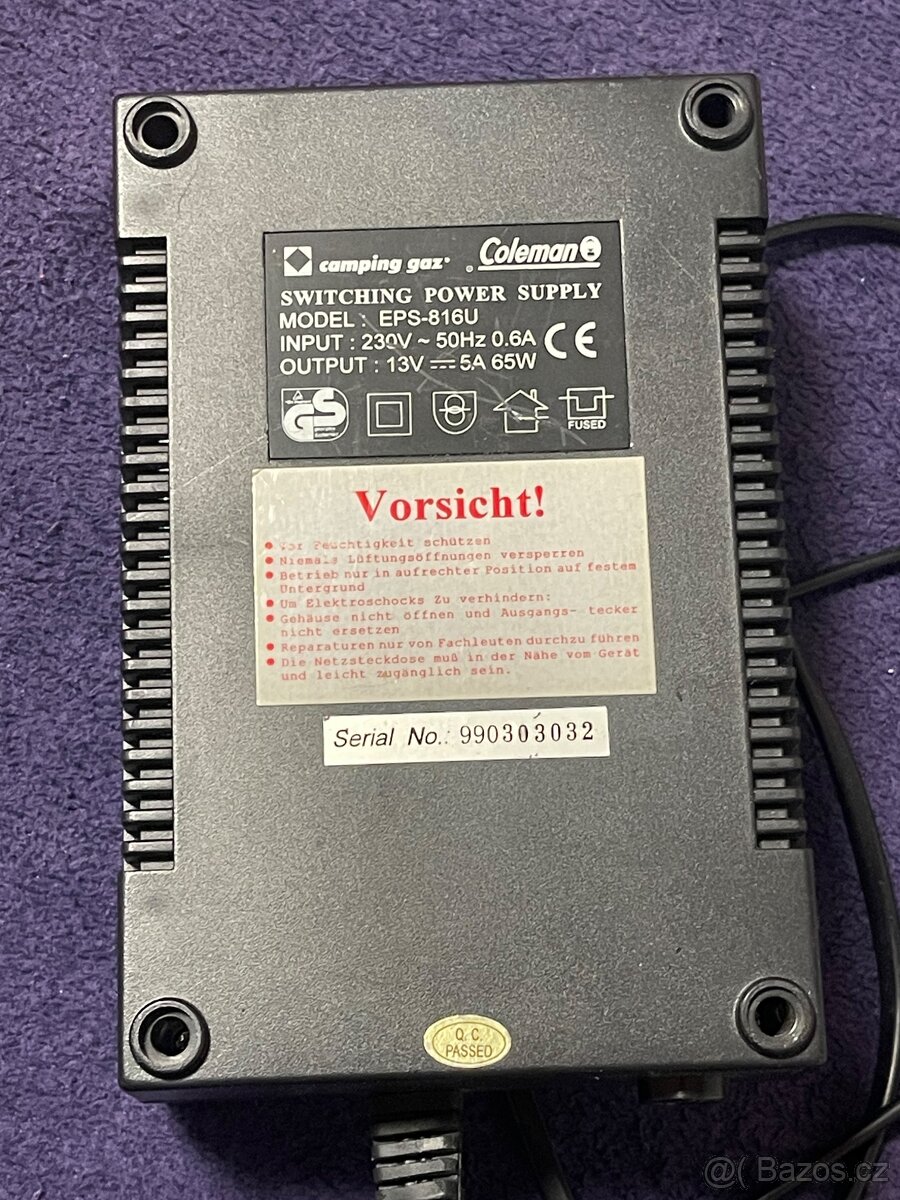 camping gaz® ® Coleman
SWITCHING POWER SUPPLY
MODEL : EPS-816U
INPUT : 230V ~ 50Hz 0.6A
CE
OUTPUT : 13V 5A 65W
GS
FUSED
Vorsicht!
Vor Feuchtigkeit schützen
Niemals Lüftungsöffnungen versperren
Betrieb nur in aufrechter Position auf festem
Untergrund
Um Elektroschocks Zu verhindern:
Gehäuse nicht öffnen und Ausgangs- tecker
nicht ersetzen
Reparaturen nur von Fachleuten durchzu führen
Die Netzsteckdose muß in der Nähe vom Gerät
und leicht zugänglich sein.
Serial No.: 990303032
Q.C.
PASSED
@( Bazos.cz